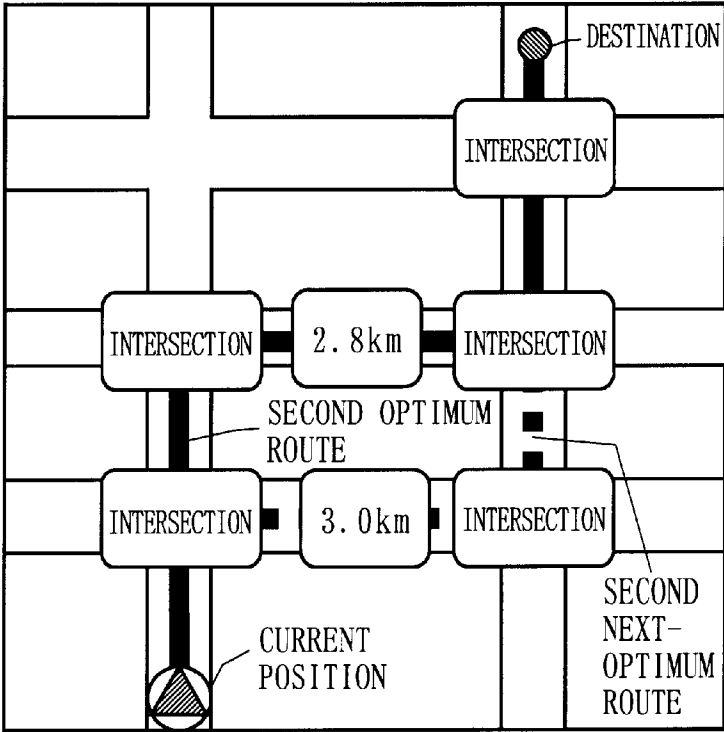 DESTINATION
INTERSECTION
INTERSECTION
2.8km
INTERSECTION
SECOND OPTIMUM
ROUTE
INTERSECTION
3.0km
INTERSECTION
CURRENT
POSITION
SECOND
NEXT-
OPTIMUM
ROUTE